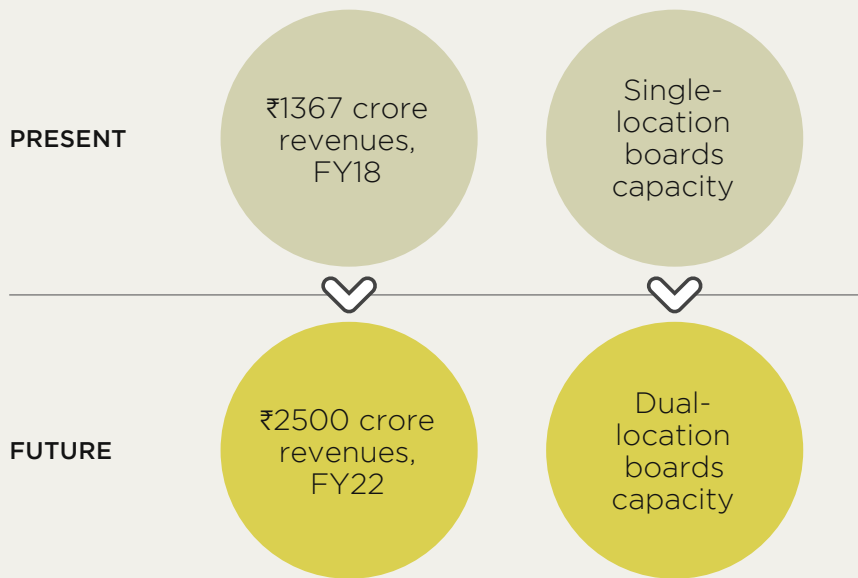 PRESENT
₹1367 crore
revenues,
FY18
Single-
location
boards
capacity
FUTURE
₹2500 crore
revenues,
FY22
Dual-
location
boards
capacity